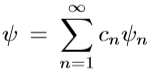 ψ = ∑_{n=1}^{∞} c_n ψ_n